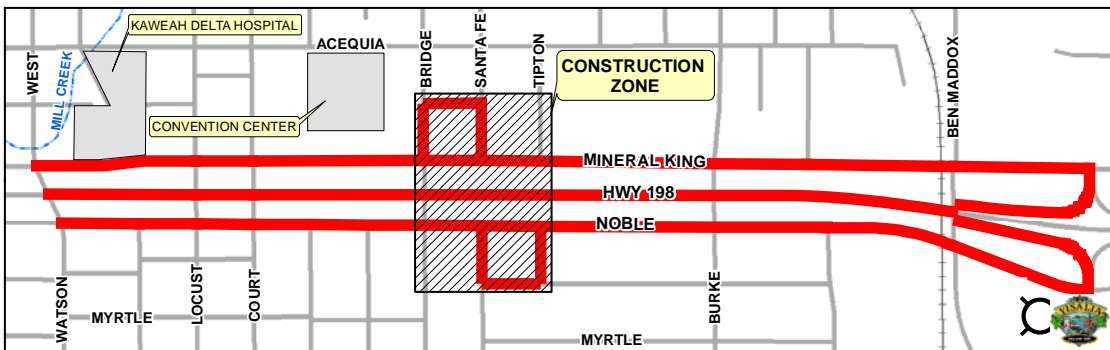 KAWEAH DELTA HOSPITAL
WEST
MILL CREEK
ACEQUIA
CONVENTION CENTER
BRIDGE
SANTA FE
TIPTON
CONSTRUCTION
ZONE
BEN MADDOX
MINERAL KING
HWY 198
NOBLE
WATSON
MYRTLE
LOCUST
COURT
BURKE
MYRTLE
VISALIA